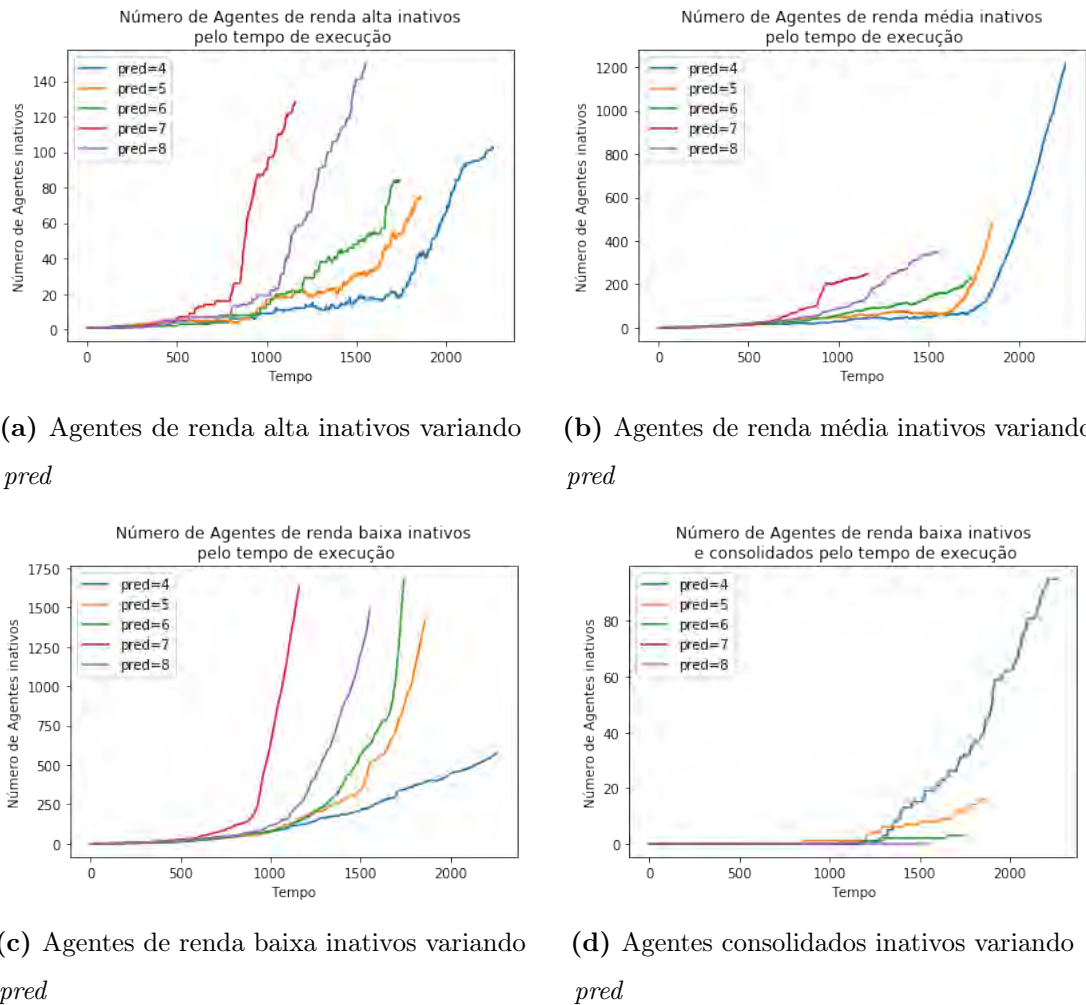 Número de Agentes de renda alta inativos
pelo tempo de execução
Número de Agentes inativos
140
120
100
80
60
40
20
0
pred=4
pred=5
pred=6
pred=7
pred=8
0 500 1000 1500 2000
Tempo
Número de Agentes de renda média inativos
pelo tempo de execução
Número de Agentes inativos
1200
1000
800
600
400
200
0
pred=4
pred=5
pred=6
pred=7
pred=8
0 500 1000 1500 2000
Tempo
(a) Agentes de renda alta inativos variando
pred
(b) Agentes de renda média inativos variando
pred
Número de Agentes de renda baixa inativos
pelo tempo de execução
Número de Agentes inativos
1750
1500
1250
1000
750
500
250
0
pred=4
pred=5
pred=6
pred=7
pred=8
0 500 1000 1500 2000
Tempo
Número de Agentes de renda baixa inativos
e consolidados pelo tempo de execução
Número de Agentes inativos
80
60
40
20
0
pred=4
pred=5
pred=6
pred=7
pred=8
0 500 1000 1500 2000
Tempo
(c) Agentes de renda baixa inativos variando
pred
(d) Agentes consolidados inativos variando
pred